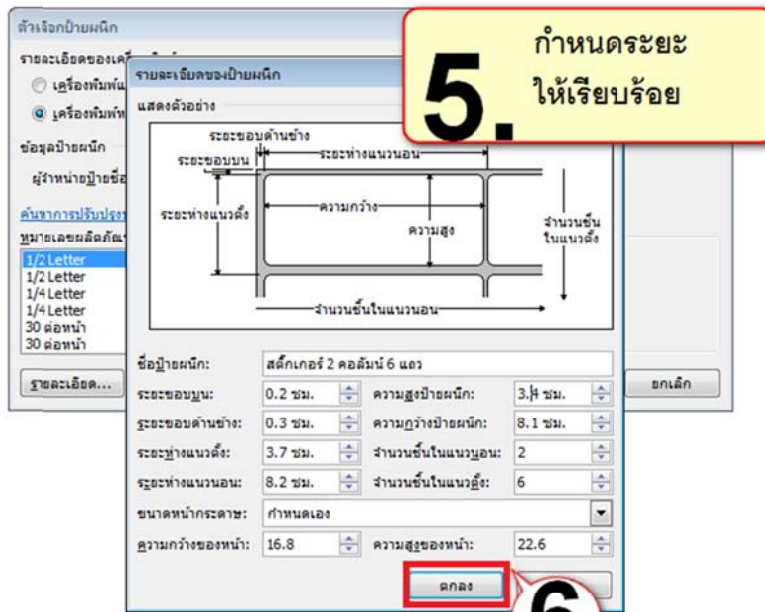 ตัวเลือกป้ายผนึก
รายละเอียดของเครื่องพิมพ์
เครื่องพิมพ์แ
เครื่องพิมพ์ห
ข้อมูลป้ายผนึก
ผู้จำหน่ายป้ายชื่อ
ค้นหาการปรับปรุง
หมายเลขผลิตภัณ
1/2 Letter
1/2 Letter
1/4 Letter
1/4 Letter
30 ต่อหน้า
30 ต่อหน้า
รายละเอียด...
ยกเลิก
5. กำหนดระยะ
ให้เรียบร้อย
รายละเอียดของป้ายผนึก
แสดงตัวอย่าง
ระยะขอบด้านข้าง
ระยะขอบบน
ระยะห่างแนวนอน
ระยะห่างแนวตั้ง
ความกว้าง
ความสูง
จำนวนชิ้น
ในแนวตั้ง
จำนวนชิ้นในแนวนอน
ชื่อป้ายผนึก: สติ๊กเกอร์ 2 คอลัมน์ 6 แถว
ระยะขอบบน: 0.2 ซม. ความสูงป้ายผนึก: 3.4 ซม.
ระยะขอบด้านข้าง: 0.3 ซม. ความกว้างป้ายผนึก: 8.1 ซม.
ระยะห่างแนวตั้ง: 3.7 ซม. จำนวนชิ้นในแนวนอน: 2
ระยะห่างแนวนอน: 8.2 ซม. จำนวนชิ้นในแนวตั้ง: 6
ขนาดหน้ากระดาษ: กำหนดเอง
ความกว้างของหน้า: 16.8 ความสูงของหน้า: 22.6
ตกลง
6